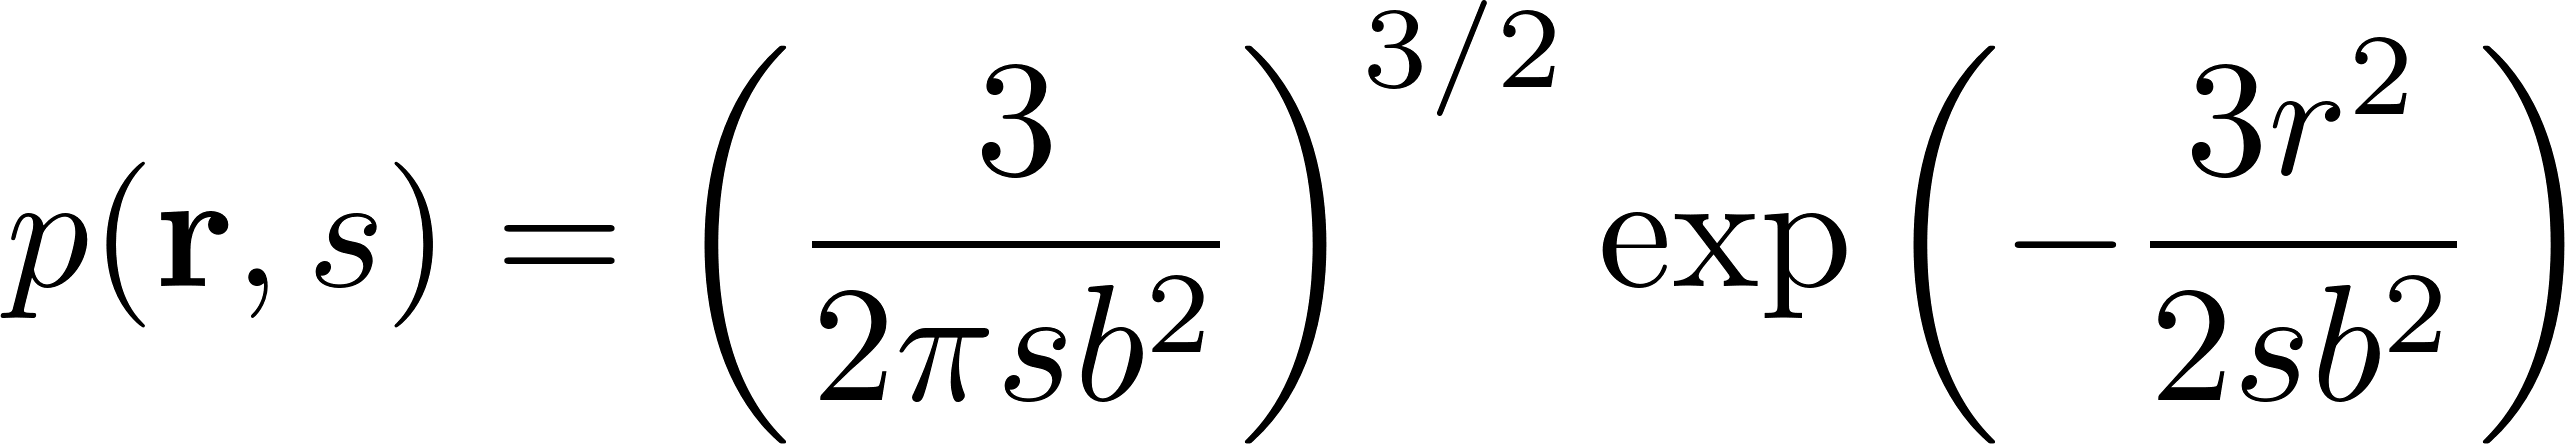 p(𝐫, s) = (3/(2πsb²))^{3/2} exp(−3r²/(2sb²))